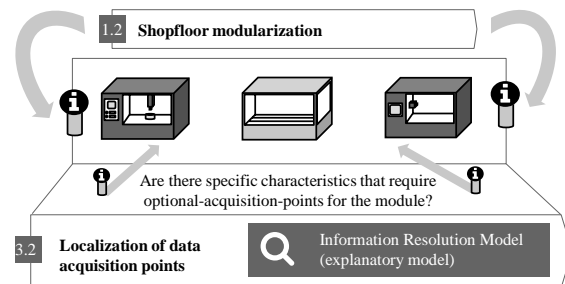 1.2 Shopfloor modularization
Are there specific characteristics that require
optional-acquisition-points for the module?
3.2 Localization of data
acquisition points
Information Resolution Model
(explanatory model)